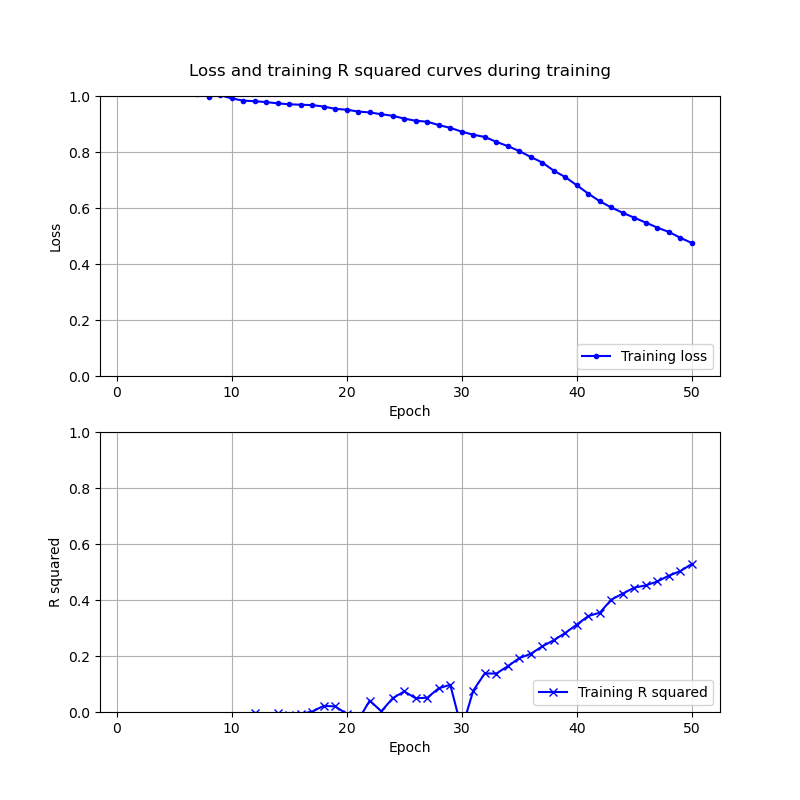 Loss and training R squared curves during training
1.0
0.8
0.6
0.4
0.2
0.0
Loss
Training loss
0 10 20 30 40 50
Epoch
1.0
0.8
0.6
0.4
0.2
0.0
R squared
Training R squared
0 10 20 30 40 50
Epoch